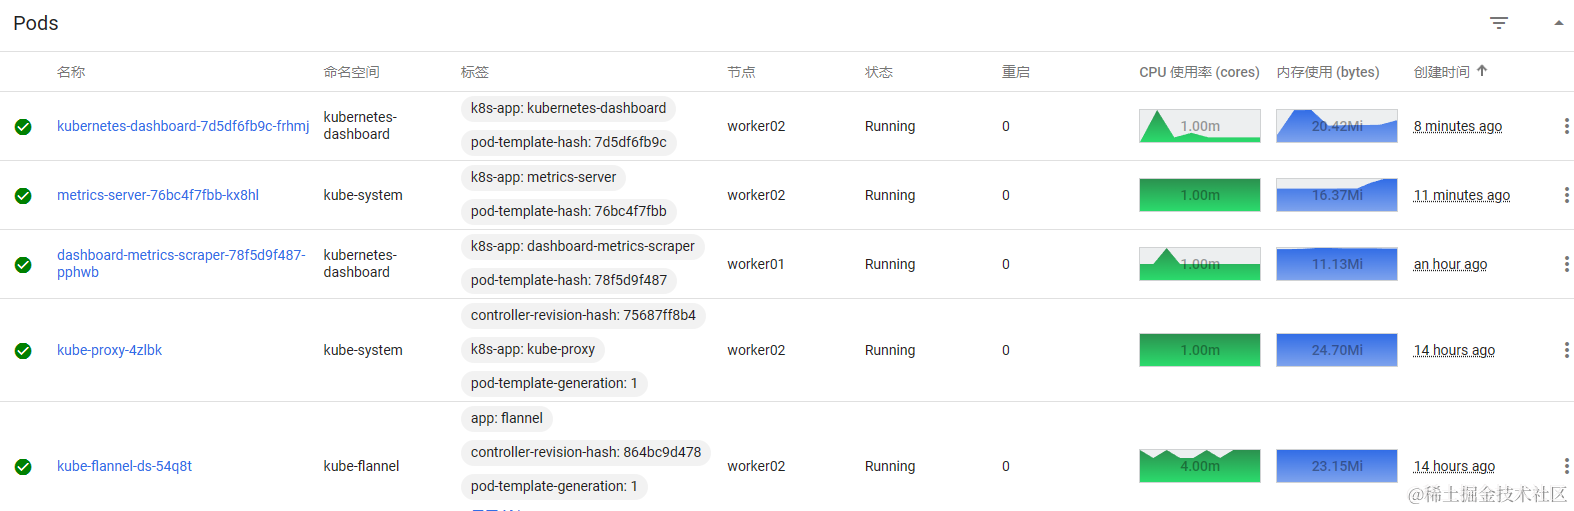 Pods
名称 命名空间 标签 节点 状态 重启 CPU 使用率 (cores) 内存使用 (bytes) 创建时间
kubernetes-dashboard-7d5df6fb9c-frhmj
kubernetes-
dashboard
k8s-app: kubernetes-dashboard
pod-template-hash: 7d5df6fb9c
worker02 Running 0 1.00m 20.42Mi 8 minutes ago
metrics-server-76bc4f7fbb-kx8hl
kube-system
k8s-app: metrics-server
pod-template-hash: 76bc4f7fbb
worker02 Running 0 1.00m 16.37Mi 11 minutes ago
dashboard-metrics-scraper-78f5d9f487-
pphwb
kubernetes-
dashboard
k8s-app: dashboard-metrics-scraper
pod-template-hash: 78f5d9f487
worker01 Running 0 1.00m 11.13Mi an hour ago
kube-proxy-4zlbk
kube-system
controller-revision-hash: 75687ff8b4
k8s-app: kube-proxy
pod-template-generation: 1
worker02 Running 0 1.00m 24.70Mi 14 hours ago
kube-flannel-ds-54q8t
kube-flannel
app: flannel
controller-revision-hash: 864bc9d478
pod-template-generation: 1
worker02 Running 0 4.00m 23.15Mi 14 hours ago
@稀土掘金技术社区